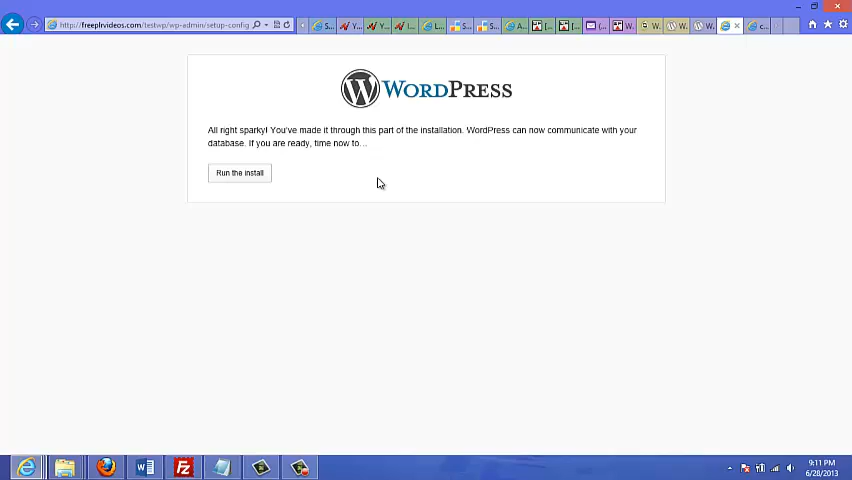 http://freeplrvideos.com/testwp/wp-admin/setup-config
WORDPRESS
All right sparky! You've made it through this part of the installation. WordPress can now communicate with your
database. If you are ready, time now to…
Run the install
9:11 PM
6/28/2013